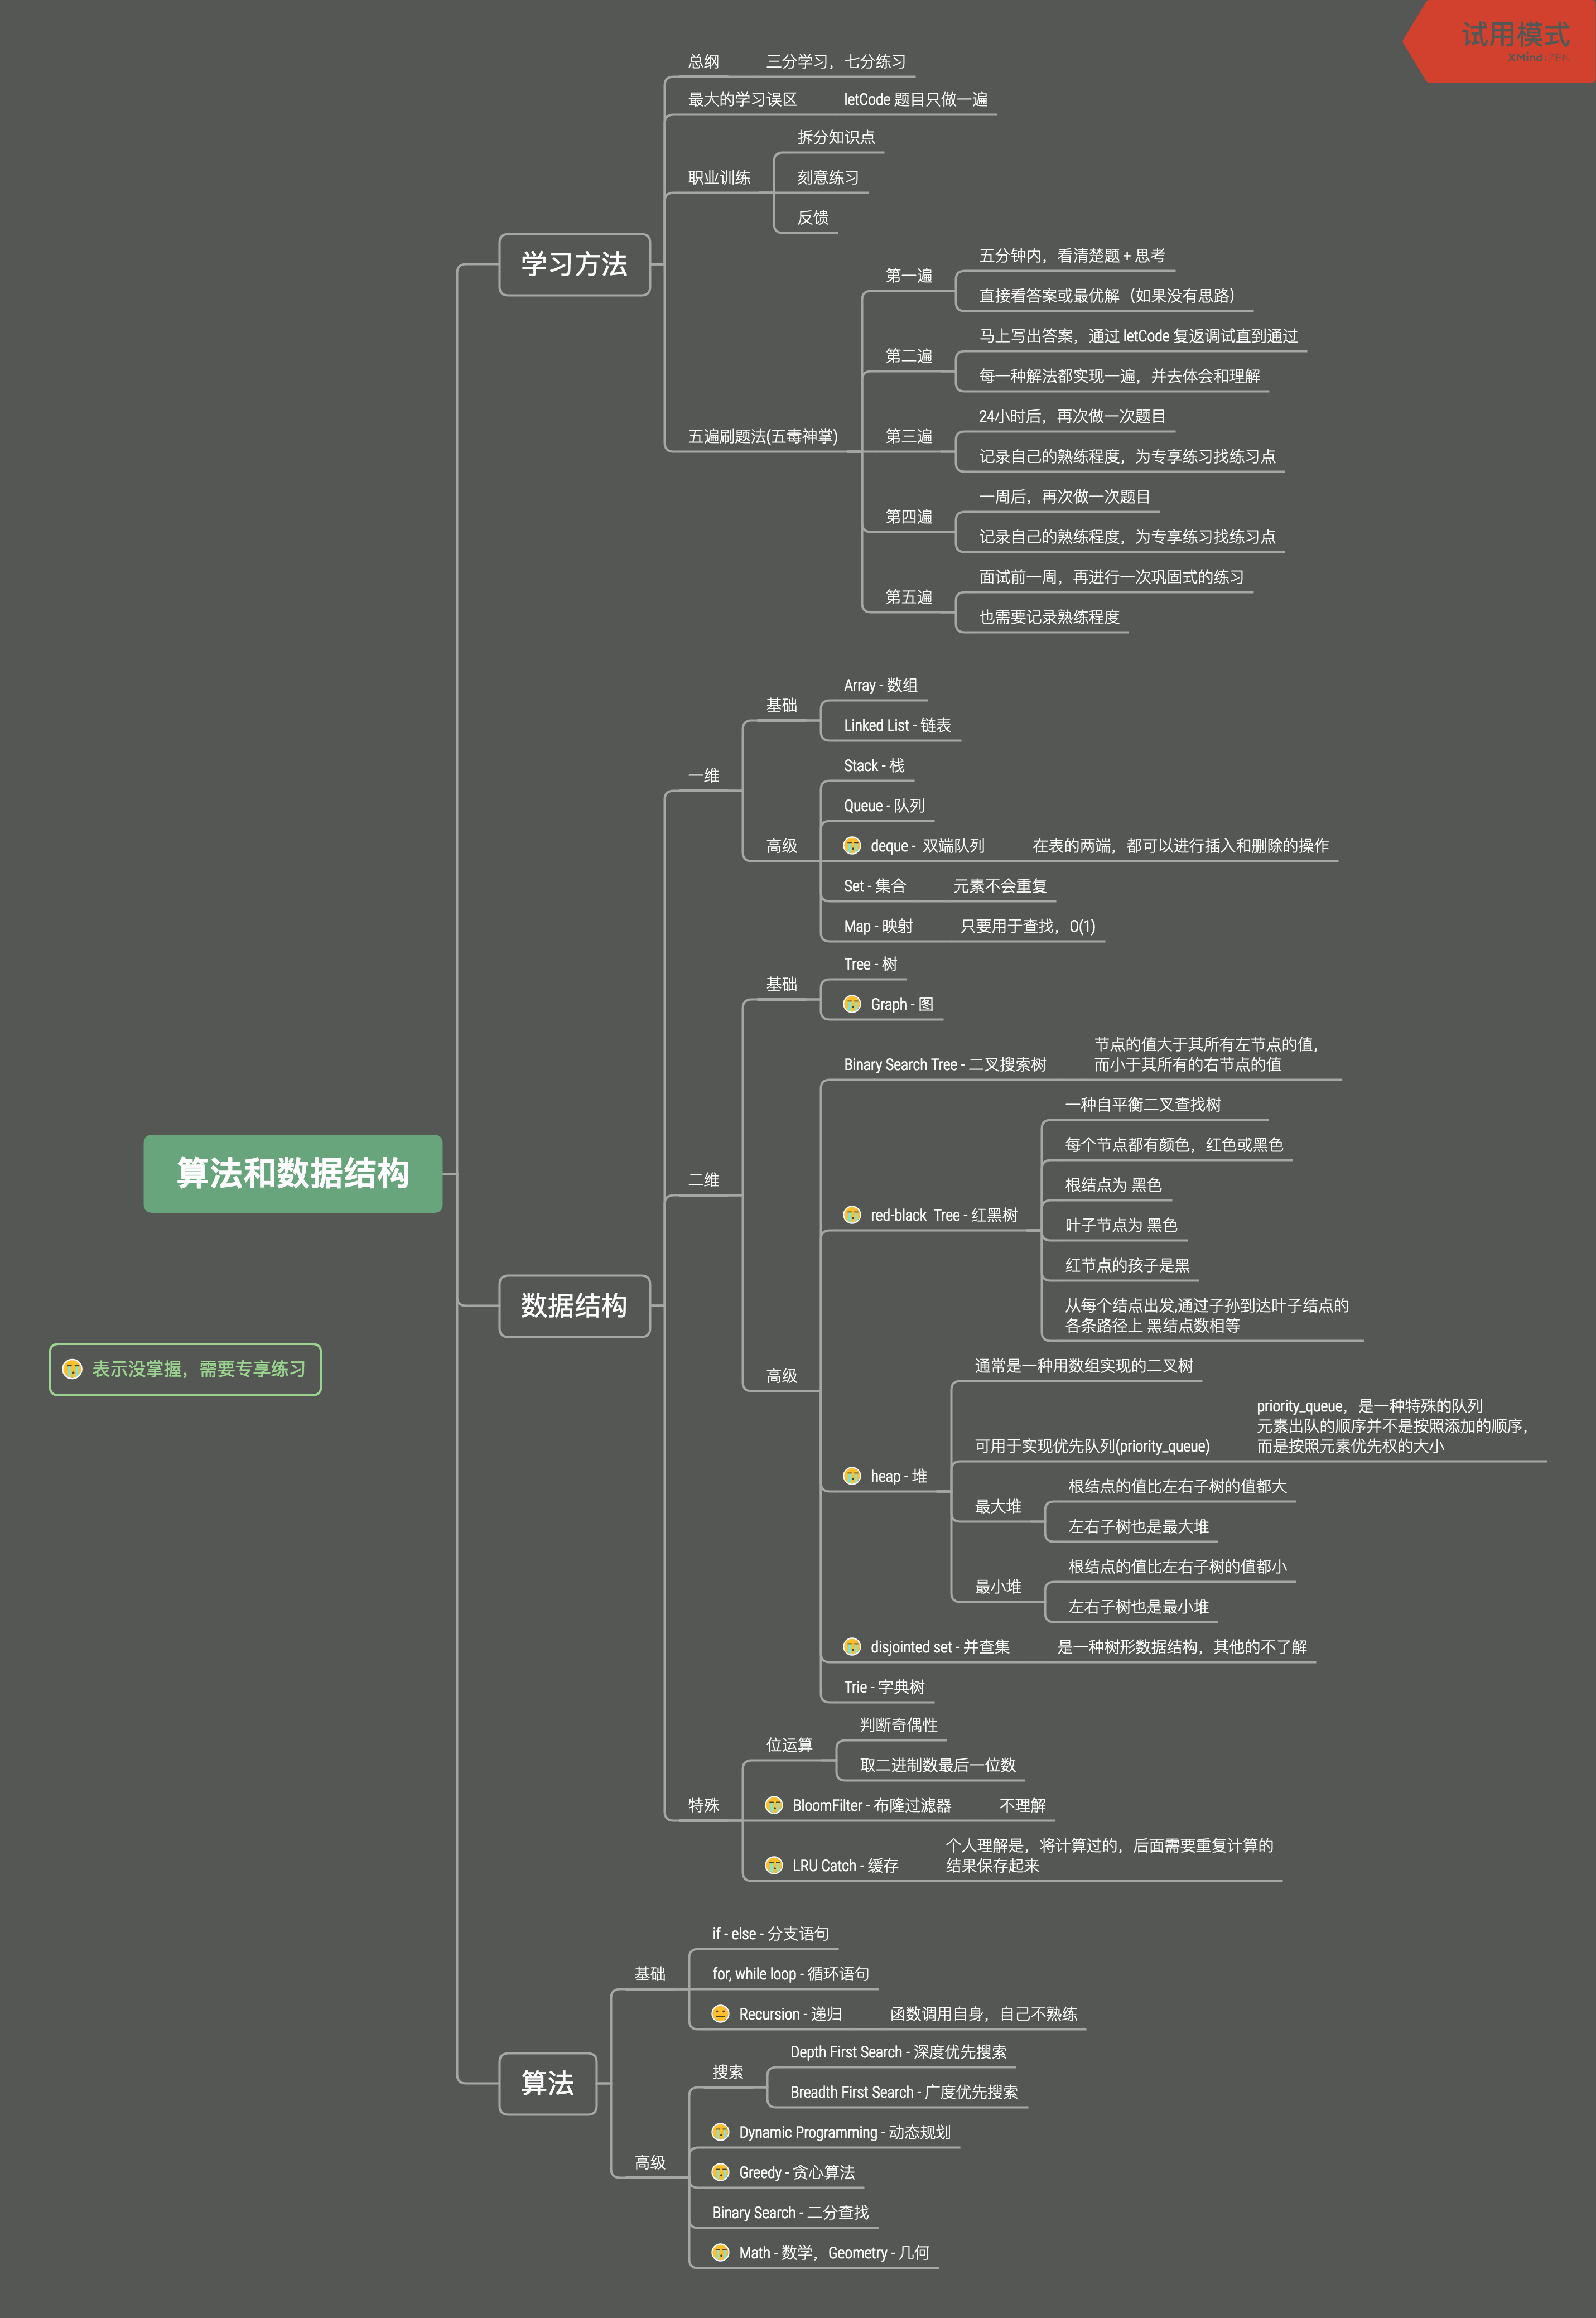 试用模式
XMind:ZEN
总纲
三分学习，七分练习
最大的学习误区
letCode 题目只做一遍
职业训练
拆分知识点
刻意练习
反馈
学习方法
五遍刷题法(五毒神掌)
第一遍
五分钟内，看清楚题 + 思考
直接看答案或最优解（如果没有思路）
第二遍
马上写出答案，通过 letCode 复返调试直到通过
每一种解法都实现一遍，并去体会和理解
第三遍
24小时后，再次做一次题目
记录自己的熟练程度，为专享练习找练习点
第四遍
一周后，再次做一次题目
记录自己的熟练程度，为专享练习找练习点
第五遍
面试前一周，再进行一次巩固式的练习
也需要记录熟练程度
算法和数据结构
😭 表示没掌握，需要专享练习
数据结构
一维
基础
Array - 数组
Linked List - 链表
高级
Stack - 栈
Queue - 队列
😭 deque - 双端队列
在表的两端，都可以进行插入和删除的操作
Set - 集合
元素不会重复
Map - 映射
只要用于查找，O(1)
二维
基础
Tree - 树
😭 Graph - 图
高级
Binary Search Tree - 二叉搜索树
节点的值大于其所有左节点的值，
而小于其所有的右节点的值
😭 red-black  Tree - 红黑树
一种自平衡二叉查找树
每个节点都有颜色，红色或黑色
根结点为 黑色
叶子节点为 黑色
红节点的孩子是黑
从每个结点出发,通过子孙到达叶子结点的
各条路径上 黑结点数相等
😭 heap - 堆
通常是一种用数组实现的二叉树
可用于实现优先队列(priority_queue)
priority_queue，是一种特殊的队列
元素出队的顺序并不是按照添加的顺序，
而是按照元素优先权的大小
最大堆
根结点的值比左右子树的值都大
左右子树也是最大堆
最小堆
根结点的值比左右子树的值都小
左右子树也是最小堆
😭 disjointed set - 并查集
是一种树形数据结构，其他的不了解
Trie - 字典树
特殊
位运算
判断奇偶性
取二进制数最后一位数
😭 BloomFilter - 布隆过滤器
不理解
😭 LRU Catch - 缓存
个人理解是，将计算过的，后面需要重复计算的
结果保存起来
算法
基础
if - else - 分支语句
for, while loop - 循环语句
😐 Recursion - 递归
函数调用自身，自己不熟练
高级
搜索
Depth First Search - 深度优先搜索
Breadth First Search - 广度优先搜索
😭 Dynamic Programming - 动态规划
😭 Greedy - 贪心算法
Binary Search - 二分查找
😭 Math - 数学，Geometry - 几何